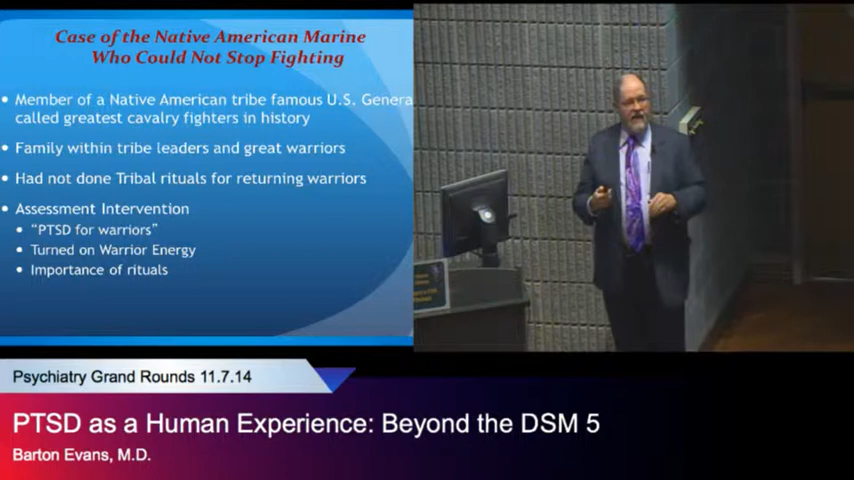 Case of the Native American Marine
Who Could Not Stop Fighting
• Member of a Native American tribe famous U.S. Genera
called greatest cavalry fighters in history
• Family within tribe leaders and great warriors
• Had not done Tribal rituals for returning warriors
• Assessment Intervention
• “PTSD for warriors”
• Turned on Warrior Energy
• Importance of rituals
Psychiatry Grand Rounds 11.7.14
PTSD as a Human Experience: Beyond the DSM 5
Barton Evans, M.D.